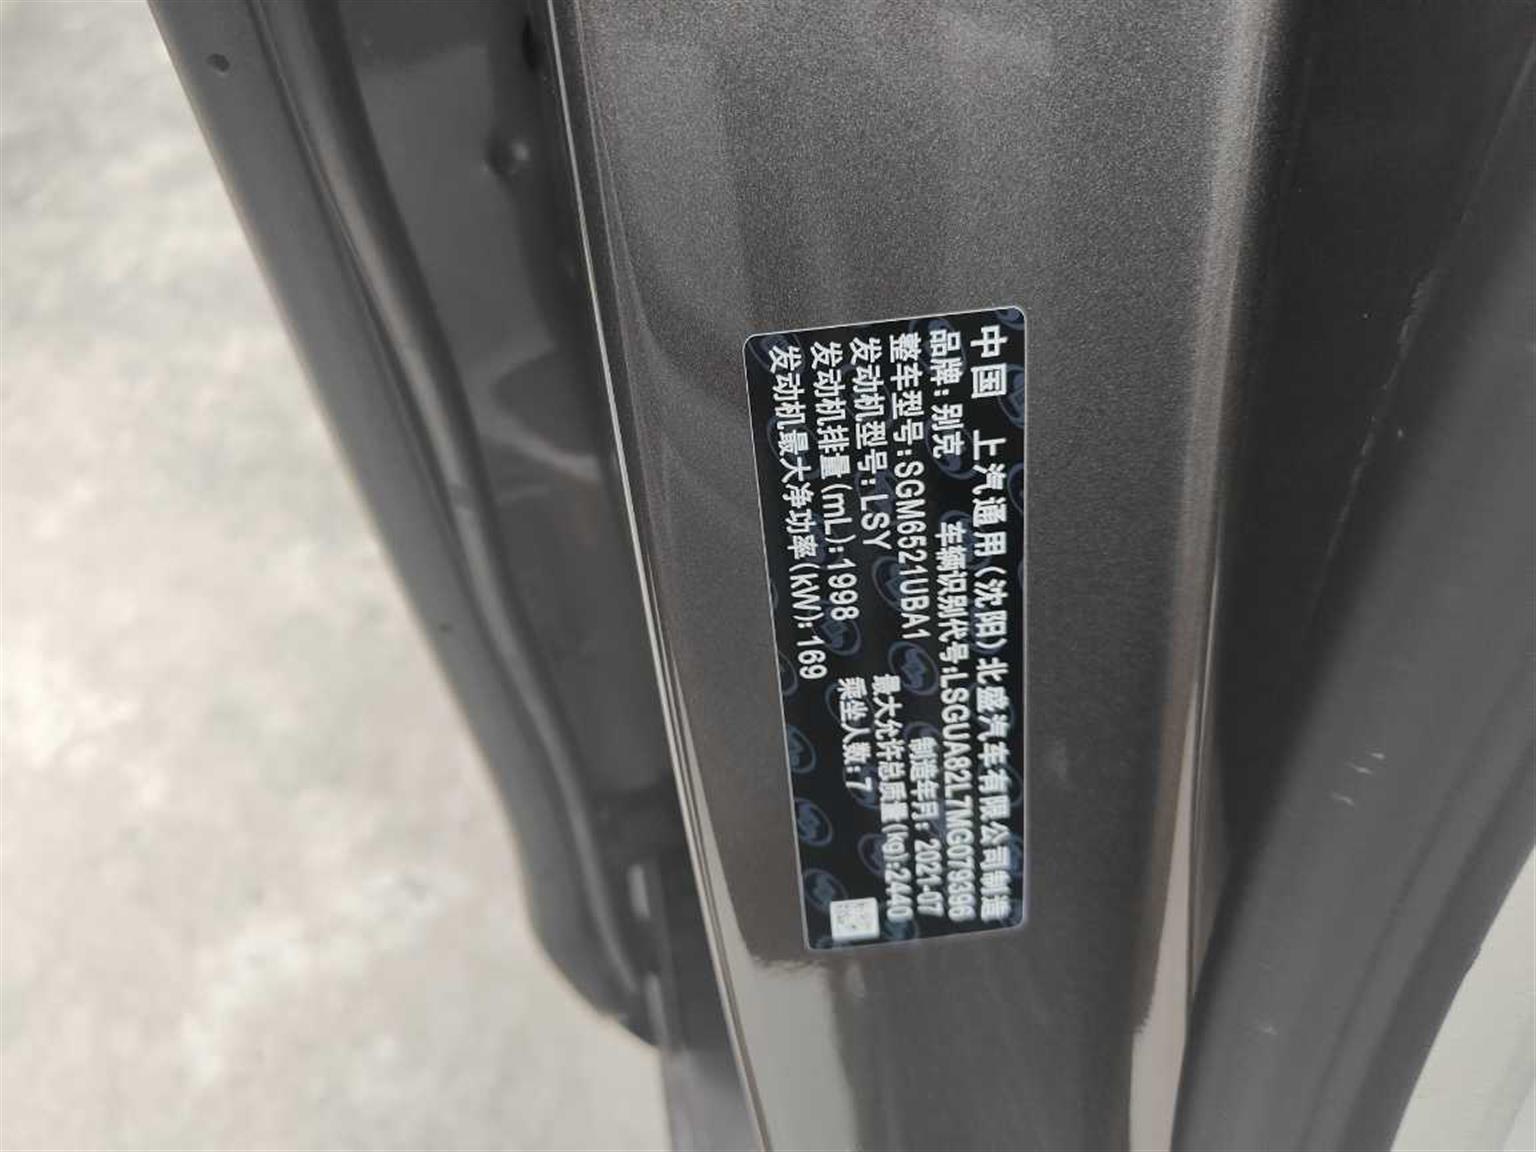 中国 上汽通用(沈阳)北盛汽车有限公司制造
品牌:别克 车辆识别代号:LSGUA82L7MG079396
整车型号:SGM6521UBA1 制造年月:2021-07
发动机型号:LSY 最大允许总质量(kg):2440
发动机排量(mL):1998 乘坐人数:7
发动机最大净功率(kW):169